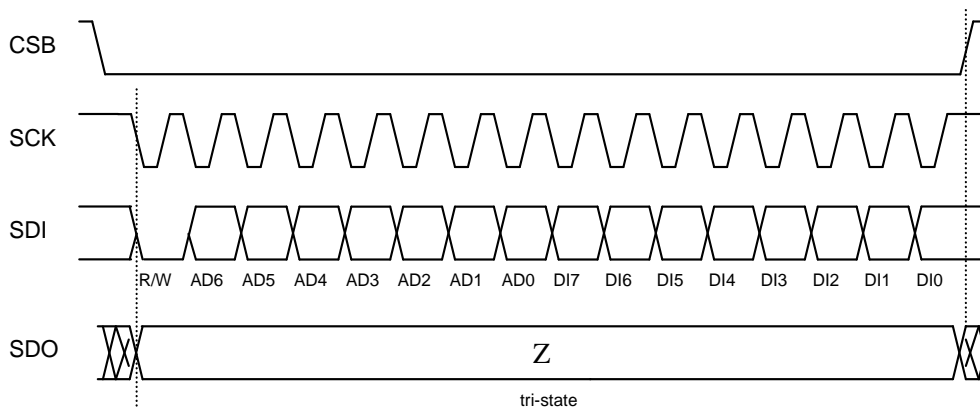 CSB
SCK
SDI
R/W AD6 AD5 AD4 AD3 AD2 AD1 AD0 DI7 DI6 DI5 DI4 DI3 DI2 DI1 DI0
SDO Z
tri-state